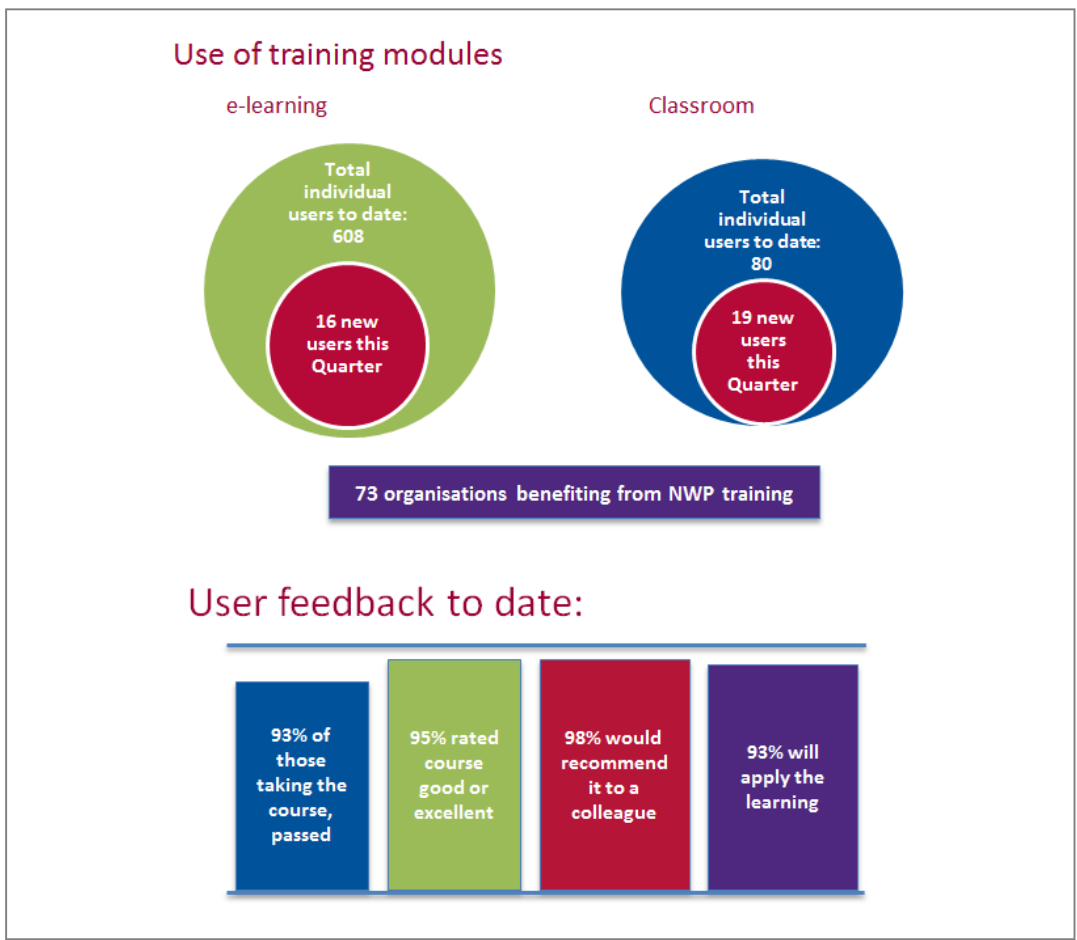 Use of training modules
e-learning
Classroom
Total
individual
users to date:
608
16 new
users this
Quarter
Total
individual
users to date:
80
19 new
users
this
Quarter
73 organisations benefiting from NWP training
User feedback to date:
93% of
those
taking the
course,
passed
95% rated
course
good or
excellent
98% would
recommend
it to a
colleague
93% will
apply the
learning